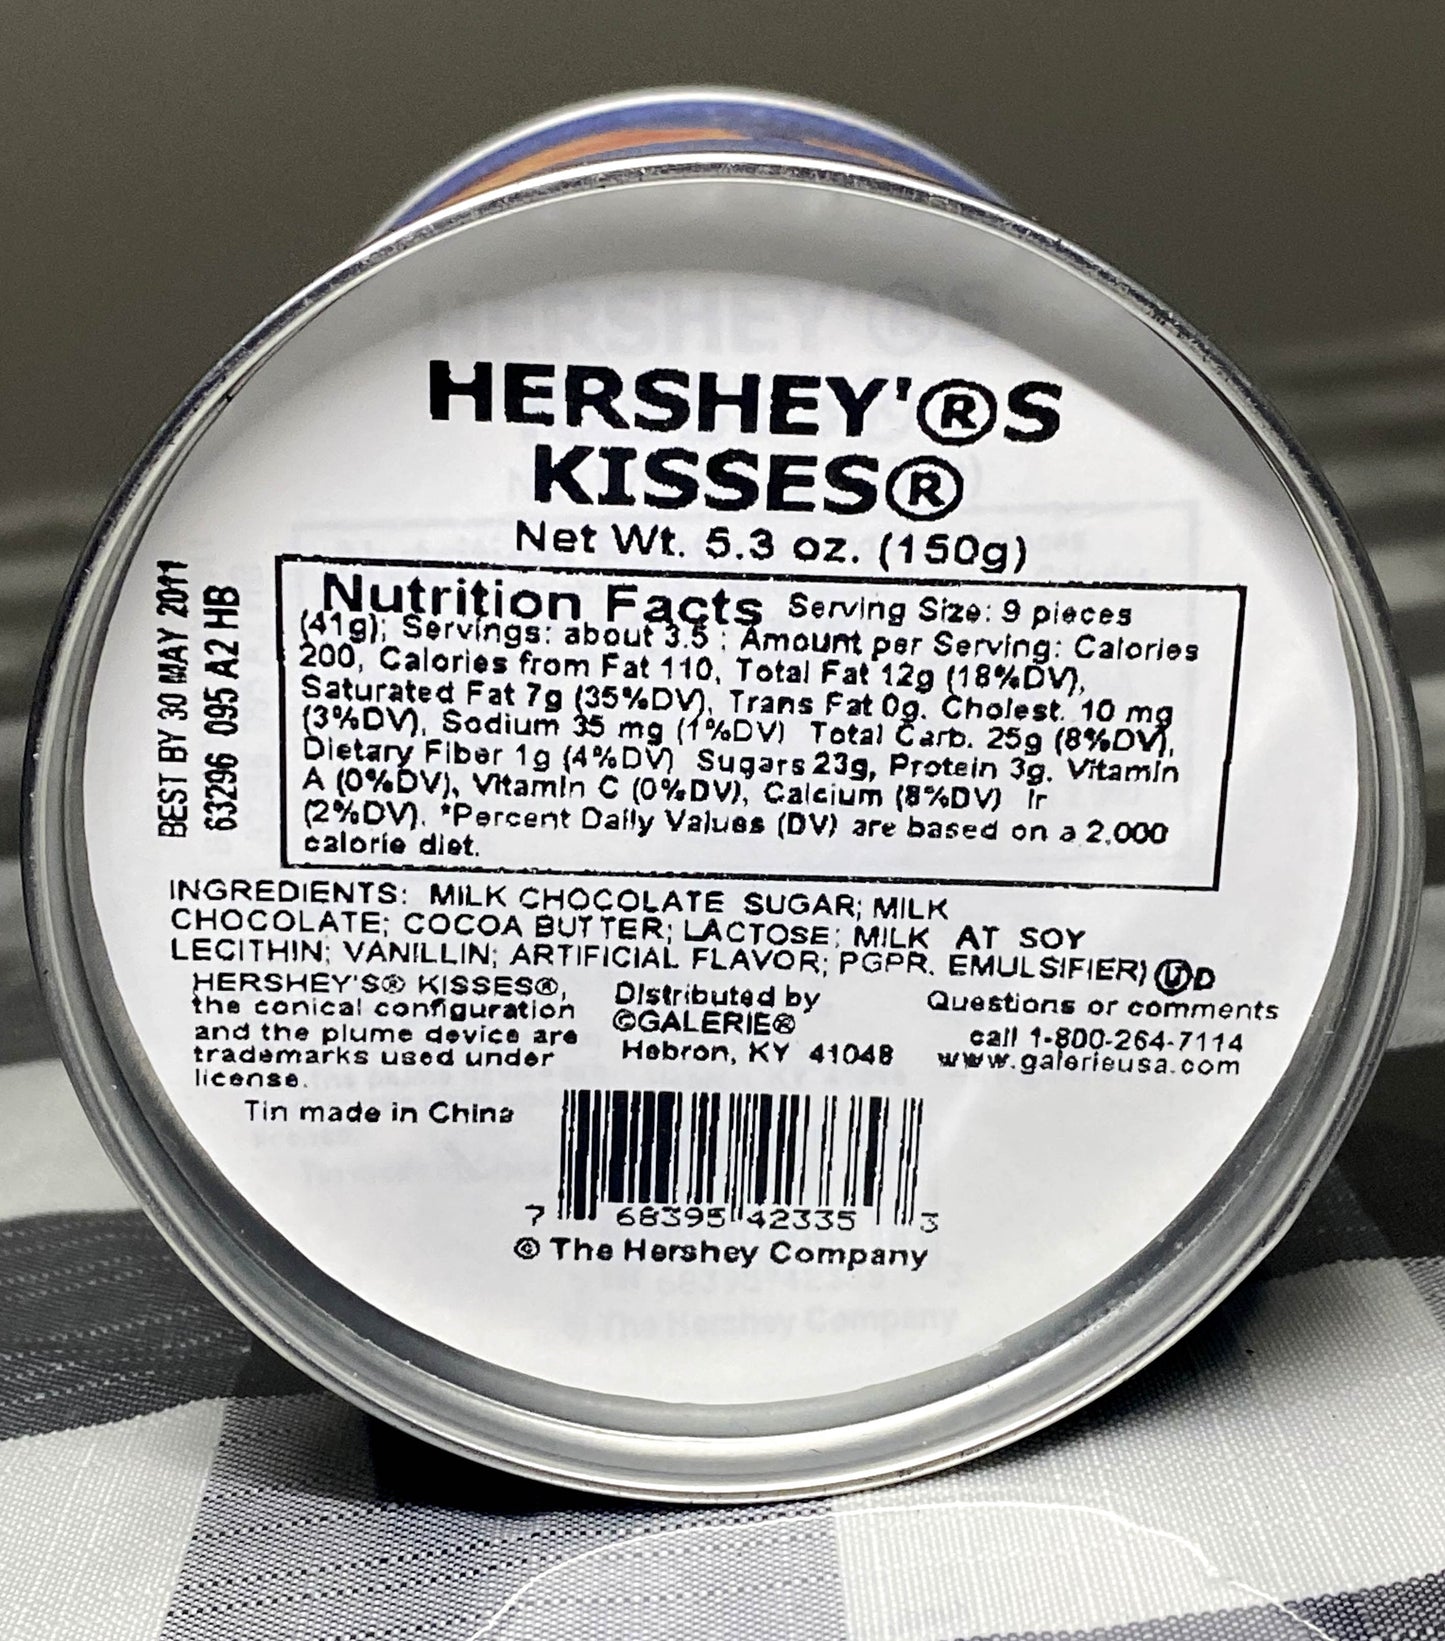 HERSHEY'®S
KISSES®
Net Wt. 5.3 oz. (150g)
BEST BY 30 MAY 2011
63296 095 A2 HB
Nutrition Facts Serving Size: 9 pieces
(41g); Servings: about 3.5 ; Amount per Serving: Calories
200, Calories from Fat 110, Total Fat 12g (18%DV),
Saturated Fat 7g (35%DV), Trans Fat 0g. Cholest. 10 mg
(3%DV), Sodium 35 mg (1%DV) Total Carb. 25g (8%DV),
Dietary Fiber 1g (4%DV) Sugars 23g, Protein 3g. Vitamin
A (0%DV), Vitamin C (0%DV), Calcium (8%DV) Ir
(2%DV). *Percent Daily Values (DV) are based on a 2,000
calorie diet.
INGREDIENTS: MILK CHOCOLATE SUGAR; MILK
CHOCOLATE; COCOA BUTTER; LACTOSE; MILK AT SOY
LECITHIN; VANILLIN; ARTIFICIAL FLAVOR; PGPR. EMULSIFIER) ⓊD
HERSHEY'S® KISSES®,
the conical configuration
and the plume device are
trademarks used under
license.
Tin made in China
Distributed by
©GALERIE®
Hebron, KY 41048
Questions or comments
call 1-800-264-7114
www.galerieusa.com
7 68395 42335 3
© The Hershey Company